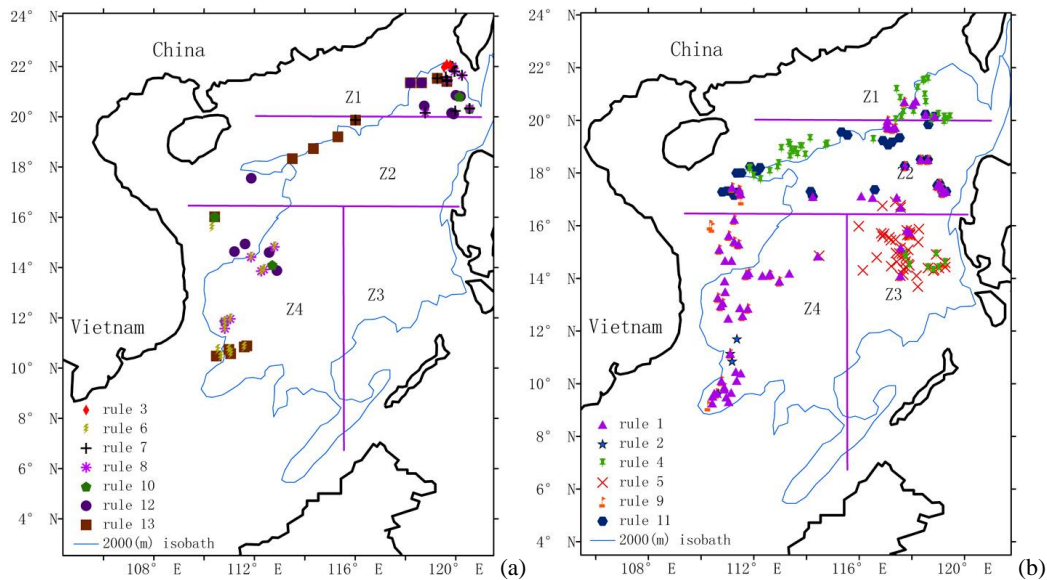 24° N
22° N
20° N
18° N
16° N
14° N
12° N
10° N
8° N
6° N
4° N
China
Z1
Z2
Z4
Z3
Vietnam
rule 3
rule 6
rule 7
rule 8
rule 10
rule 12
rule 13
2000(m) isobath
108° E 112° E 116° E 120° E
(a)
24° N
22° N
20° N
18° N
16° N
14° N
12° N
10° N
8° N
6° N
4° N
China
Z1
Z2
Z4
Z3
Vietnam
rule 1
rule 2
rule 4
rule 5
rule 9
rule 11
2000(m) isobath
108° E 112° E 116° E 120° E
(b)